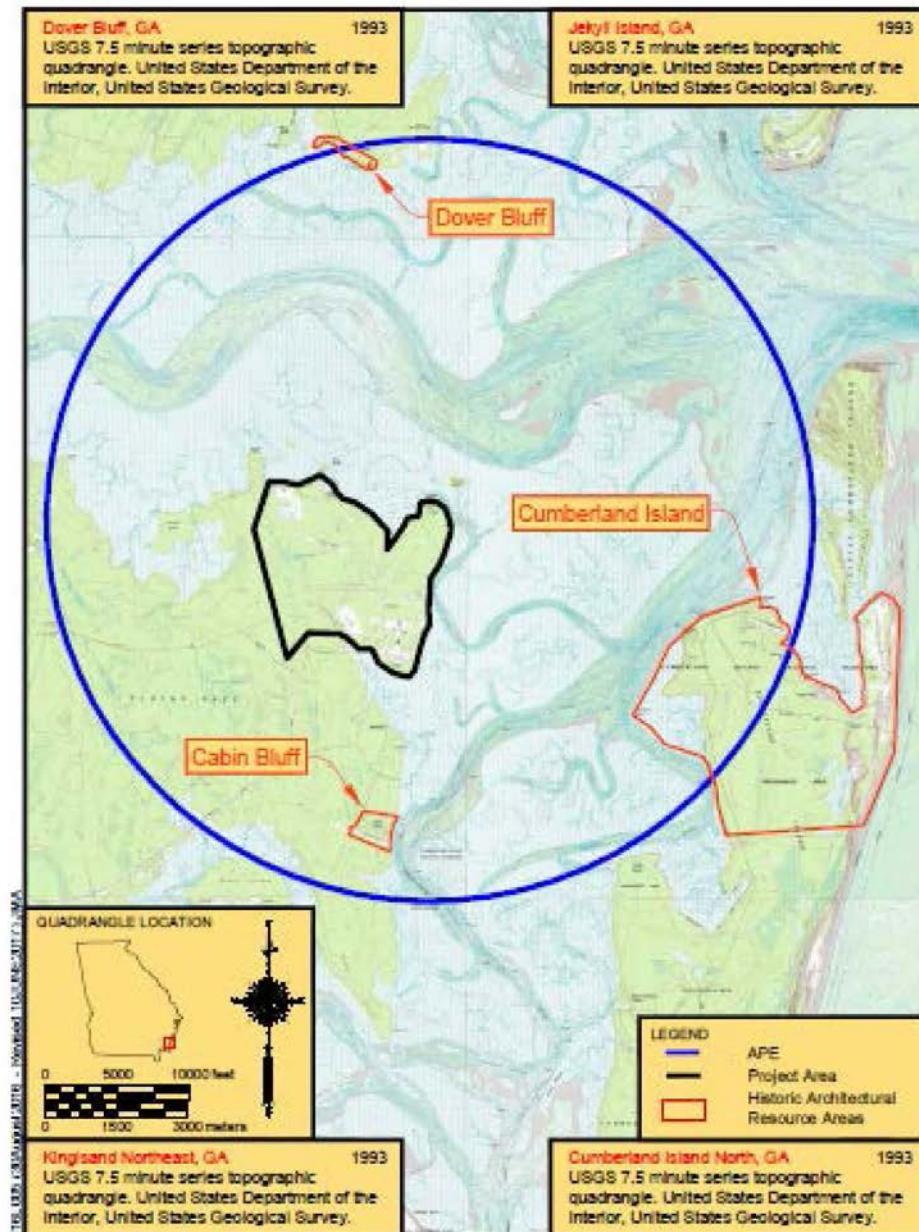 Dover Bluff, GA 1993
USGS 7.5 minute series topographic
quadrangle. United States Department of the
Interior, United States Geological Survey.
Jekyll Island, GA 1993
USGS 7.5 minute series topographic
quadrangle. United States Department of the
Interior, United States Geological Survey.
Dover Bluff
Cumberland Island
Cabin Bluff
QUADRANGLE LOCATION
0 5000 10000 feet
0 1500 3000 meters
LEGEND
APE
Project Area
Historic Architectural
Resource Areas
Kinglsand Northeast, GA 1993
USGS 7.5 minute series topographic
quadrangle. United States Department of the
Interior, United States Geological Survey.
Cumberland Island North, GA 1993
USGS 7.5 minute series topographic
quadrangle. United States Department of the
Interior, United States Geological Survey.